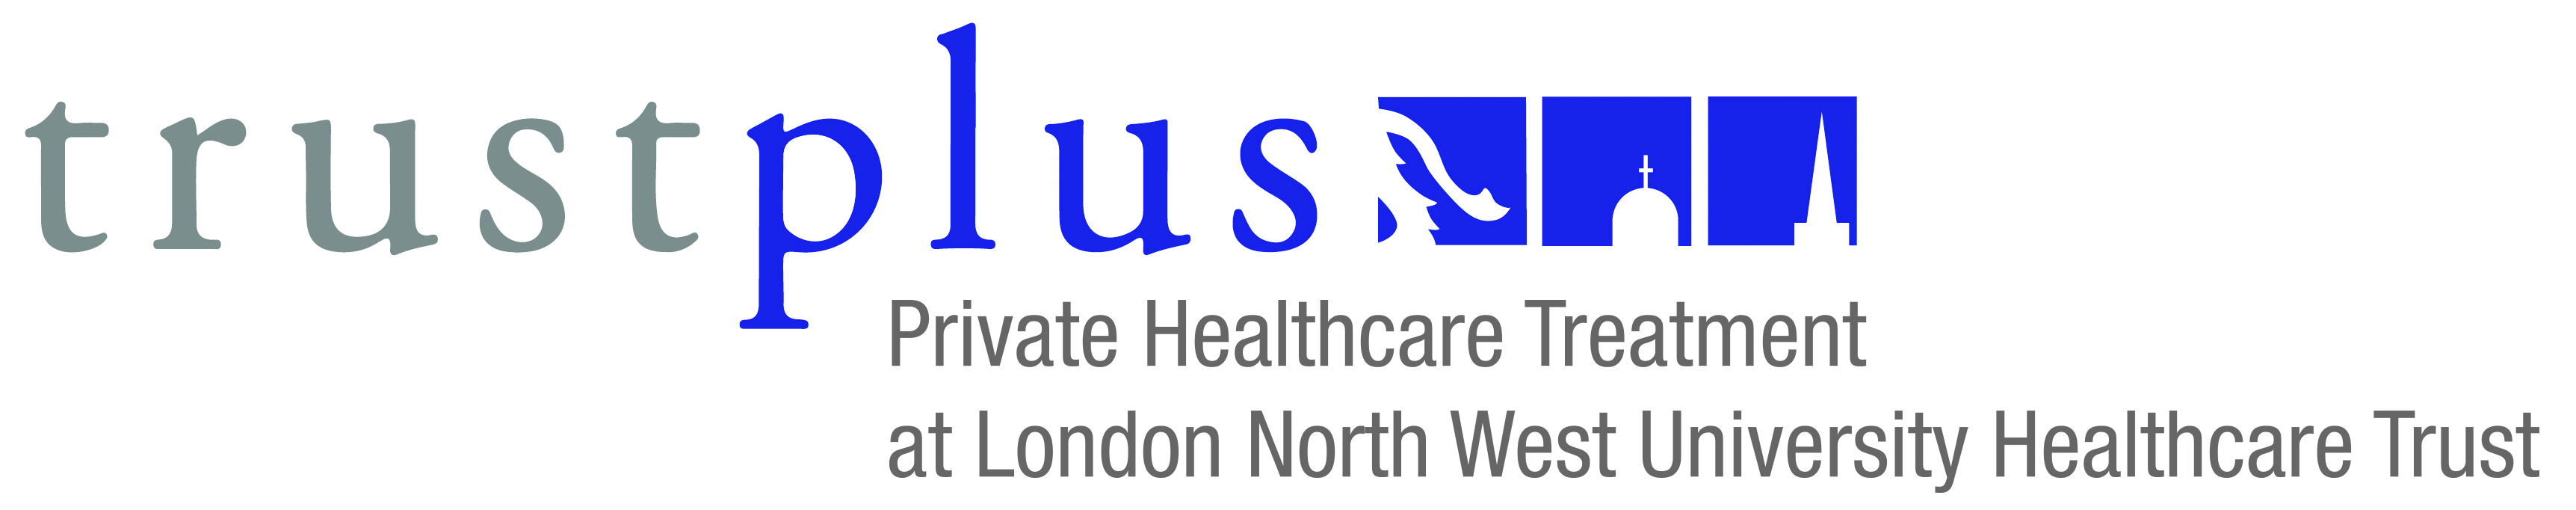 trustplus
Private Healthcare Treatment
at London North West University Healthcare Trust